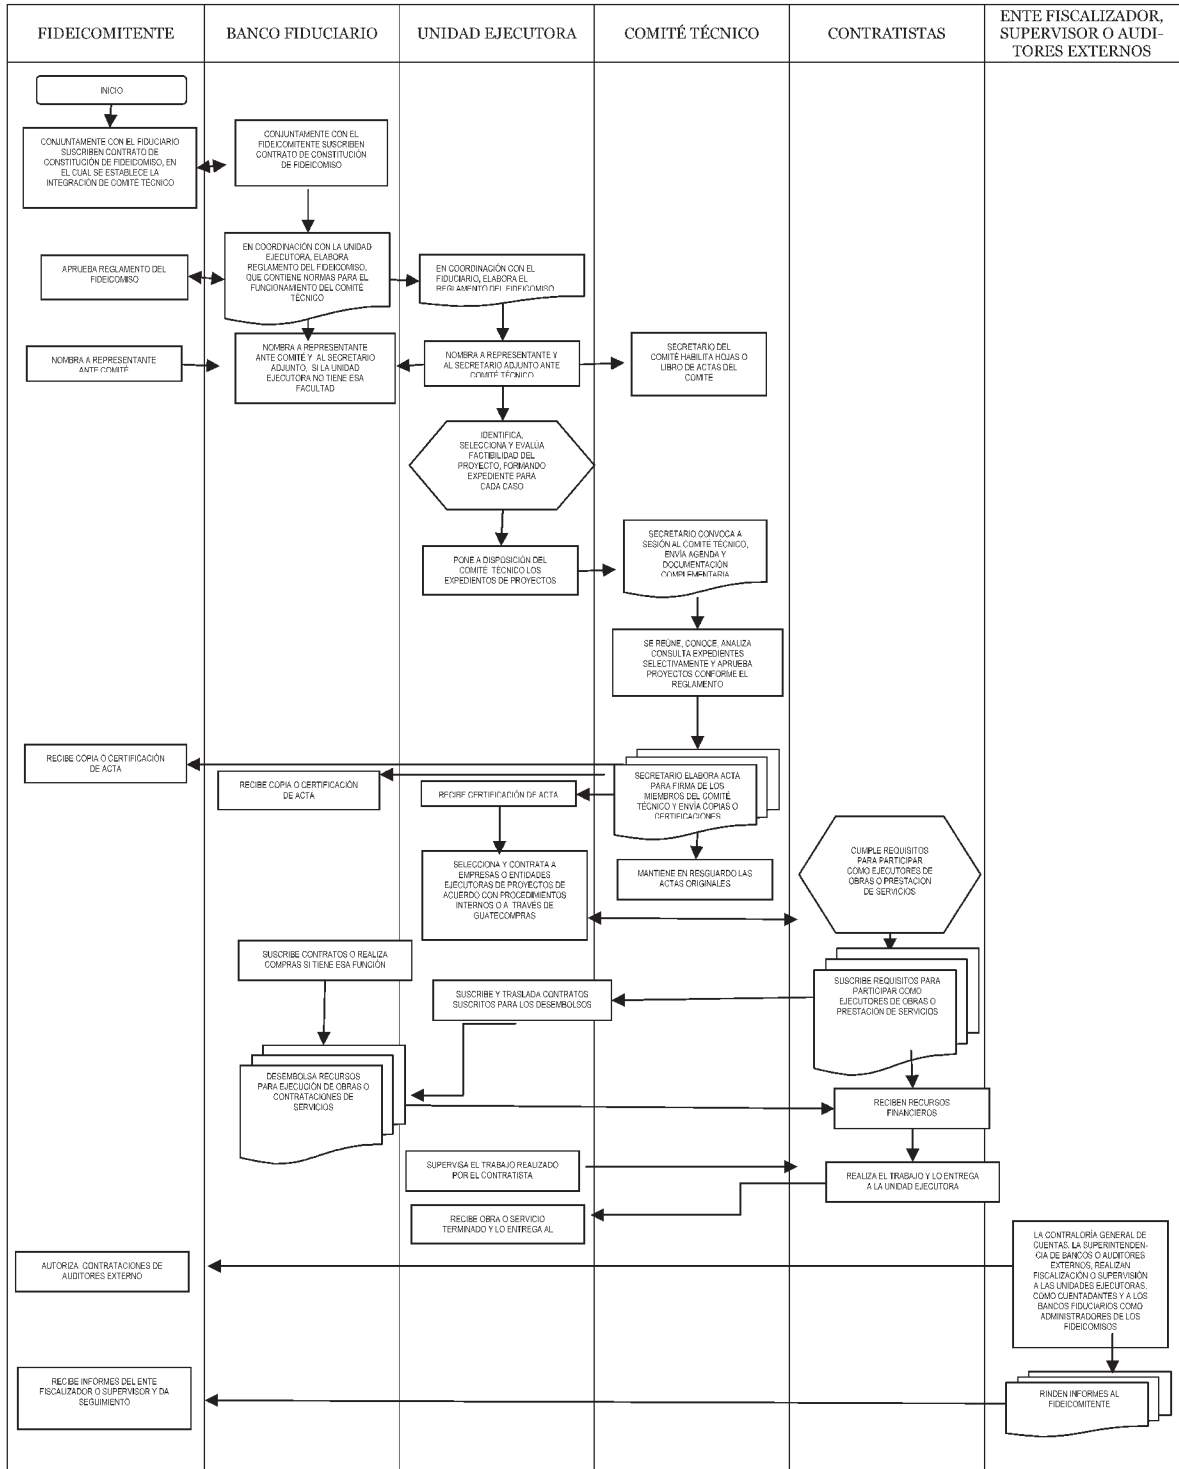 FIDEICOMITENTE
BANCO FIDUCIARIO
UNIDAD EJECUTORA
COMITÉ TÉCNICO
CONTRATISTAS
ENTE FISCALIZADOR,
SUPERVISOR O AUDI-
TORES EXTERNOS
INICIO
CONJUNTAMENTE CON EL FIDUCIARIO
SUSCRIBEN CONTRATO DE
CONSTITUCIÓN DE FIDEICOMISO, EN
EL CUAL SE ESTABLECE LA
INTEGRACIÓN DE COMITÉ TÉCNICO
CONJUNTAMENTE CON EL
FIDEICOMITENTE SUSCRIBEN
CONTRATO DE CONSTITUCIÓN
DE FIDEICOMISO
APRUEBA REGLAMENTO DEL
FIDEICOMISO
EN COORDINACIÓN CON LA UNIDAD
EJECUTORA, ELABORA
REGLAMENTO DEL FIDEICOMISO,
QUE CONTIENE NORMAS PARA EL
FUNCIONAMIENTO DEL COMITÉ
TÉCNICO
EN COORDINACIÓN CON EL
FIDUCIARIO, ELABORA EL
REGLAMENTO DEL FIDEICOMISO
NOMBRA A REPRESENTANTE
ANTE COMITÉ
NOMBRA A REPRESENTANTE
ANTE COMITÉ Y AL SECRETARIO
ADJUNTO, SI LA UNIDAD
EJECUTORA NO TIENE ESA
FACULTAD
NOMBRA A REPRESENTANTE Y
AL SECRETARIO ADJUNTO ANTE
COMITÉ TÉCNICO
SECRETARIO DEL
COMITÉ HABILITA HOJAS O
LIBRO DE ACTAS DEL
COMITE
IDENTIFICA,
SELECCIONA Y EVALÚA
FACTIBILIDAD DEL
PROYECTO, FORMANDO
EXPEDIENTE PARA
CADA CASO
PONE A DISPOSICIÓN DEL
COMITÉ TÉCNICO LOS
EXPEDIENTOS DE PROYECTOS
SECRETARIO CONVOCA A
SESIÓN AL COMITÉ TÉCNICO,
ENVÍA AGENDA Y
DOCUMENTACIÓN
COMPLEMENTARIA
SE REÚNE, CONOCE, ANALIZA
CONSULTA EXPEDIENTES
SELECTIVAMENTE Y APRUEBA
PROYECTOS CONFORME EL
REGLAMENTO
RECIBE COPIA O CERTIFICACIÓN
DE ACTA
RECIBE COPIA O CERTIFICACIÓN
DE ACTA
RECIBE CERTIFICACIÓN DE ACTA
SECRETARIO ELABORA ACTA
PARA FIRMA DE LOS
MIEMBROS DEL COMITÉ
TÉCNICO Y ENVÍA COPIAS O
CERTIFICACIONES
SELECCIONA Y CONTRATA A
EMPRESAS O ENTIDADES
EJECUTORAS DE PROYECTOS DE
ACUERDO CON PROCEDIMIENTOS
INTERNOS O A TRAVÉS DE
GUATECOMPRAS
MANTIENE EN RESGUARDO LAS
ACTAS ORIGINALES
CUMPLE REQUISITOS
PARA PARTICIPAR
COMO EJECUTORES DE
OBRAS O PRESTACION
DE SERVICIOS
SUSCRIBE CONTRATOS O REALIZA
COMPRAS SI TIENE ESA FUNCIÓN
SUSCRIBE Y TRASLADA CONTRATOS
SUSCRITOS PARA LOS DESEMBOLSOS
SUSCRIBE REQUISITOS PARA
PARTICIPAR COMO
EJECUTORES DE OBRAS O
PRESTACION DE SERVICIOS
DESEMBOLSA RECURSOS
PARA EJECUCIÓN DE OBRAS O
CONTRATACIONES DE
SERVICIOS
RECIBEN RECURSOS
FINANCIEROS
SUPERVISA EL TRABAJO REALIZADO
POR EL CONTRATISTA
REALIZA EL TRABAJO Y LO ENTREGA
A LA UNIDAD EJECUTORA
RECIBE OBRA O SERVICIO
TERMINADO Y LO ENTREGA AL
AUTORIZA CONTRATACIONES DE
AUDITORES EXTERNO
LA CONTRALORÍA GENERAL DE
CUENTAS, LA SUPERINTENDEN-
CIA DE BANCOS O AUDITORES
EXTERNOS, REALIZAN
FISCALIZACIÓN O SUPERVISIÓN
A LAS UNIDADES EJECUTORAS,
COMO CUENTADANTES Y A LOS
BANCOS FIDUCIARIOS COMO
ADMINISTRADORES DE LOS
FIDEICOMISOS
RECIBE INFORMES DEL ENTE
FISCALIZADOR O SUPERVISOR Y DA
SEGUIMIENTO
RINDEN INFORMES AL
FIDEICOMITENTE